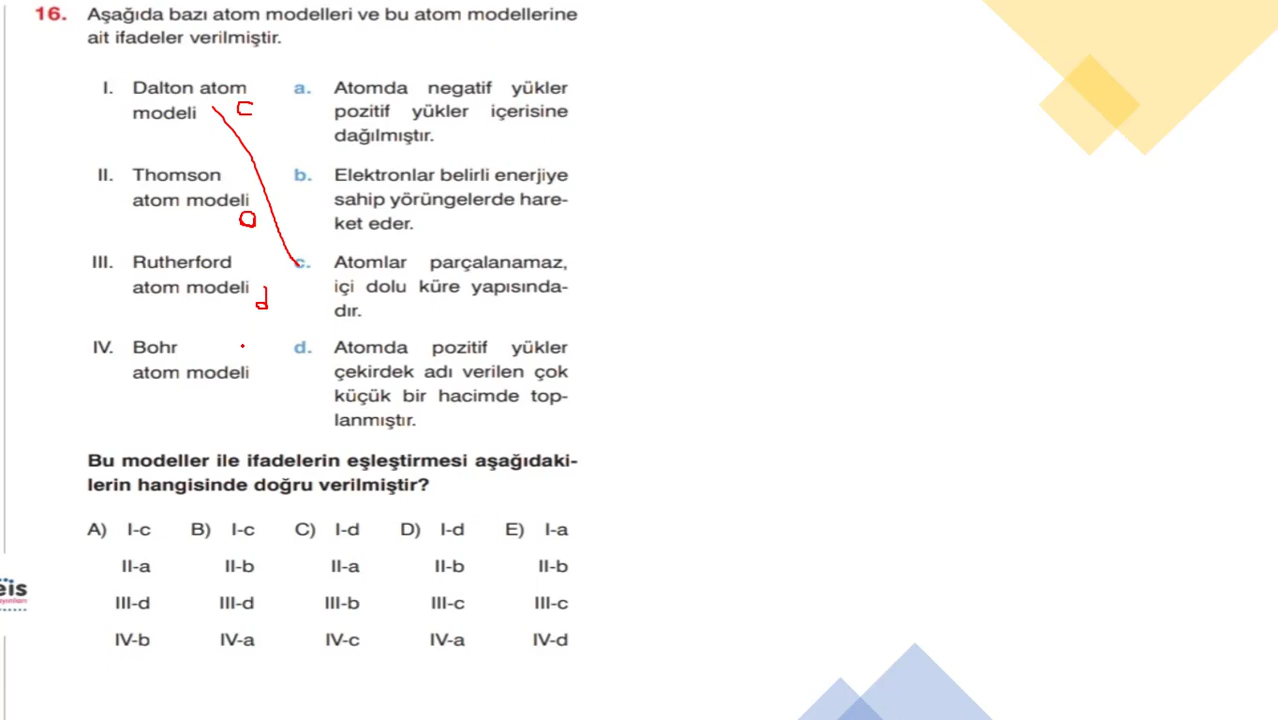 16. Aşağıda bazı atom modelleri ve bu atom modellerine
ait ifadeler verilmiştir.
I. Dalton atom
modeli
c
a. Atomda negatif yükler
pozitif yükler içerisine
dağılmıştır.
II. Thomson
atom modeli
a
b. Elektronlar belirli enerjiye
sahip yörüngelerde hare-
ket eder.
III. Rutherford
atom modeli
d
c. Atomlar parçalanamaz,
içi dolu küre yapısında-
dır.
IV. Bohr
atom modeli
d. Atomda pozitif yükler
çekirdek adı verilen çok
küçük bir hacimde top-
lanmıştır.
Bu modeller ile ifadelerin eşleştirmesi aşağıdaki-
lerin hangisinde doğru verilmiştir?
A) I-c B) I-c C) I-d D) I-d E) I-a
II-a II-b II-a II-b II-b
III-d III-d III-b III-c III-c
IV-b IV-a IV-c IV-a IV-d
eis